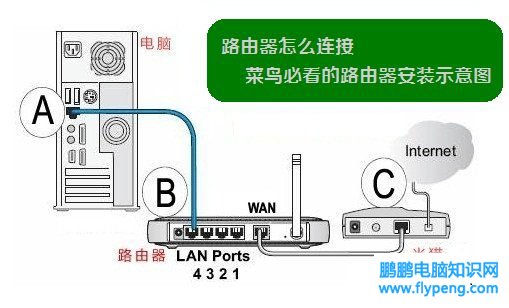 电脑
路由器怎么连接
菜鸟必看的路由器安装示意图
A
B
C
Internet
WAN
路由器
LAN Ports
4 3 2 1
光猫
鹏鹏电脑知识网
www.flypeng.com